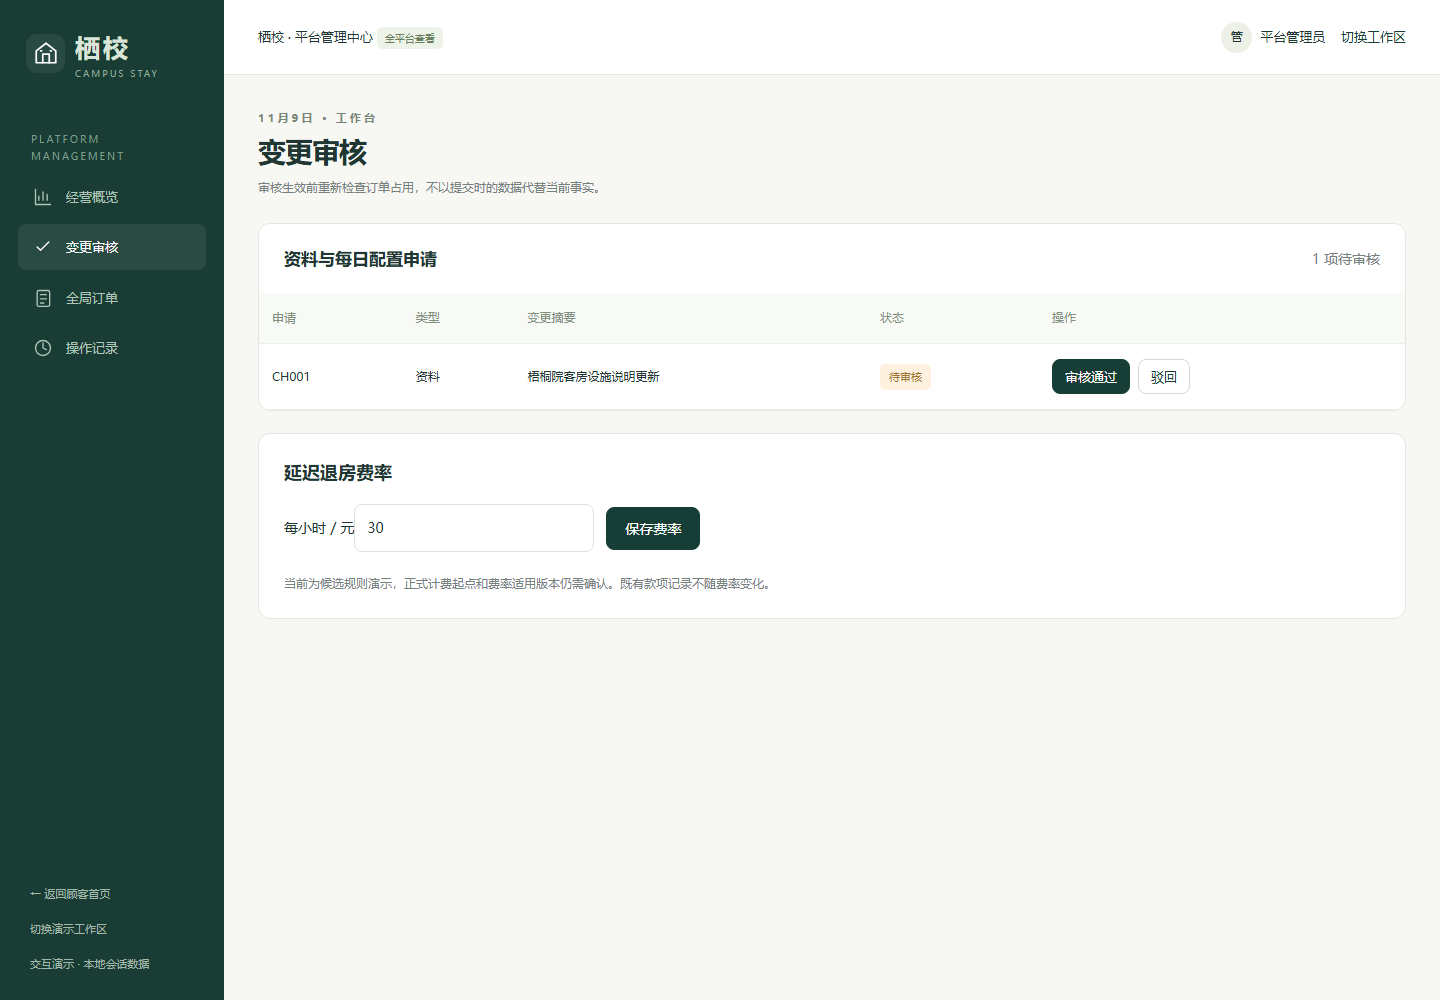 栖校
CAMPUS STAY
PLATFORM
MANAGEMENT
经营概览
变更审核
全局订单
操作记录
← 返回顾客首页
切换演示工作区
交互演示 · 本地会话数据
栖校 · 平台管理中心 全平台查看
管 平台管理员 切换工作区
11月9日 • 工作台
变更审核
审核生效前重新检查订单占用，不以提交时的数据代替当前事实。
资料与每日配置申请 1 项待审核
申请 类型 变更摘要 状态 操作
CH001 资料 梧桐院客房设施说明更新 待审核 审核通过 驳回
延迟退房费率
每小时 / 元 30 保存费率
当前为候选规则演示，正式计费起点和费率适用版本仍需确认。既有款项记录不随费率变化。